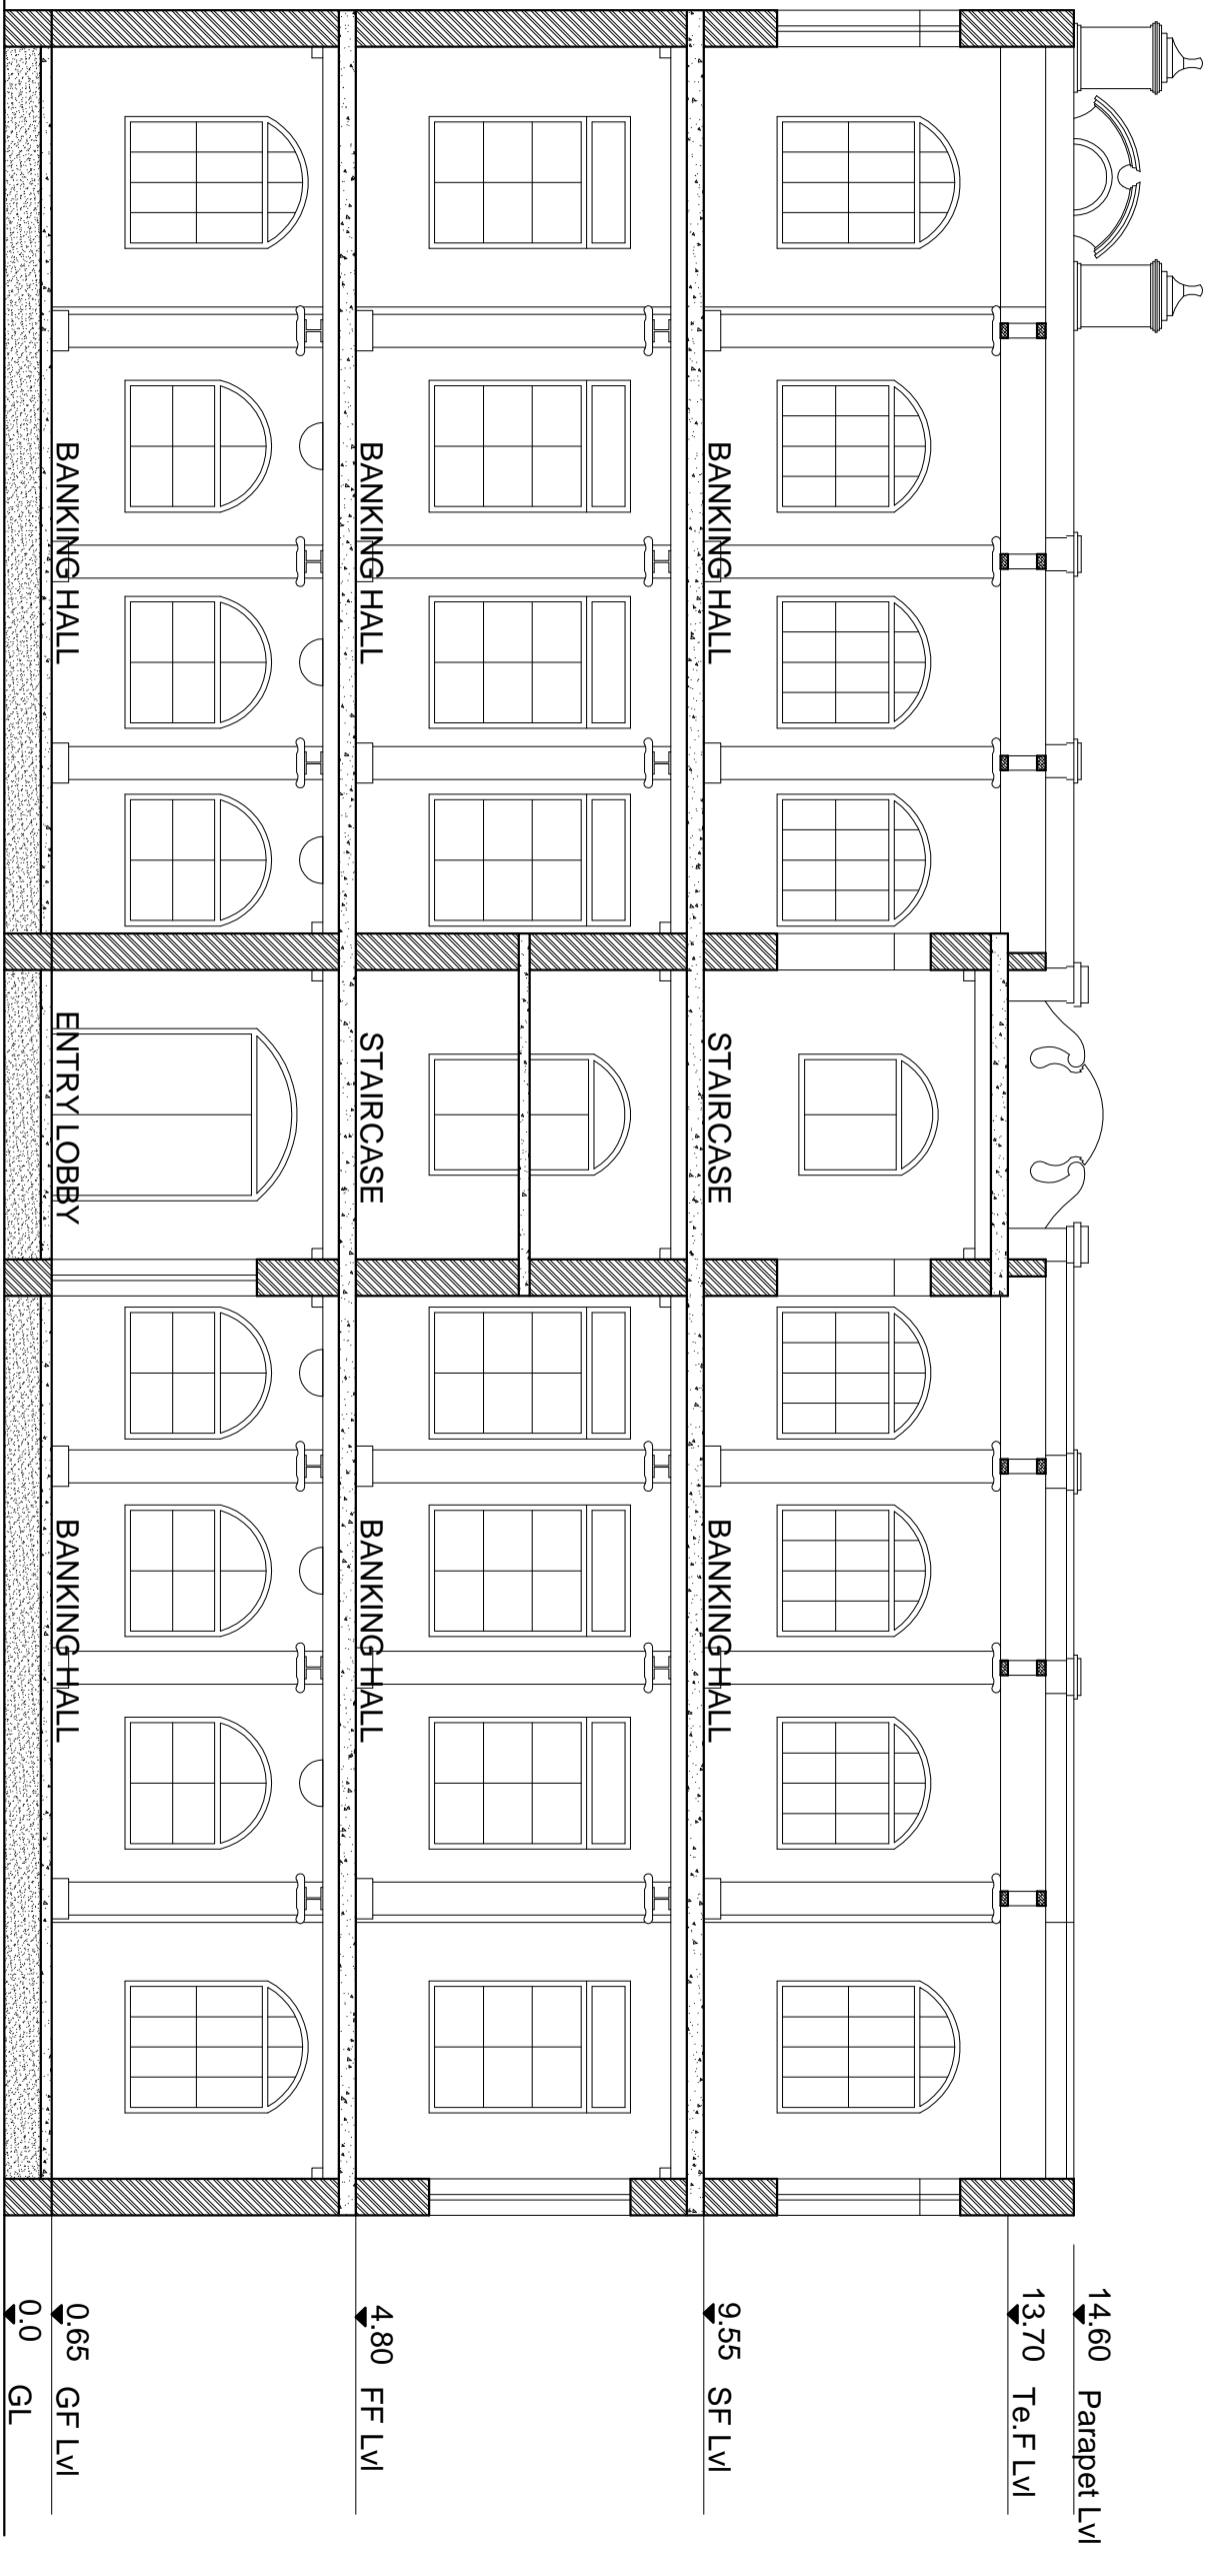 14.60 Parapet Lvl
13.70 Te.F Lvl
BANKING HALL STAIRCASE BANKING HALL 9.55 SF Lvl
BANKING HALL STAIRCASE BANKING HALL 4.80 FF Lvl
BANKING HALL ENTRY LOBBY BANKING HALL 0.65 GF Lvl
0.0 GL